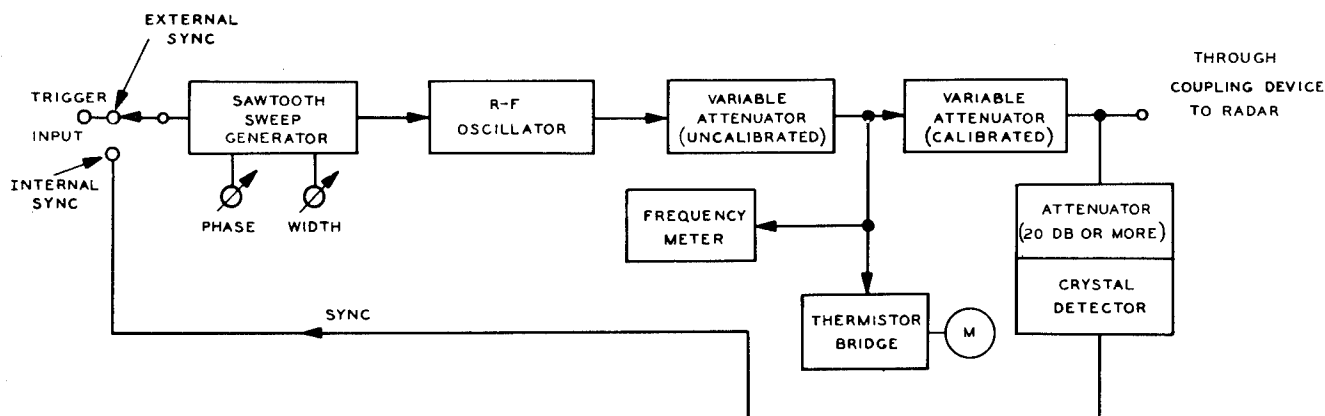 EXTERNAL
SYNC
TRIGGER
INPUT
INTERNAL
SYNC
SAWTOOTH
SWEEP
GENERATOR
PHASE
WIDTH
R-F
OSCILLATOR
VARIABLE
ATTENUATOR
(UNCALIBRATED)
VARIABLE
ATTENUATOR
(CALIBRATED)
THROUGH
COUPLING DEVICE
TO RADAR
FREQUENCY
METER
THERMISTOR
BRIDGE
M
ATTENUATOR
(20 DB OR MORE)
CRYSTAL
DETECTOR
SYNC